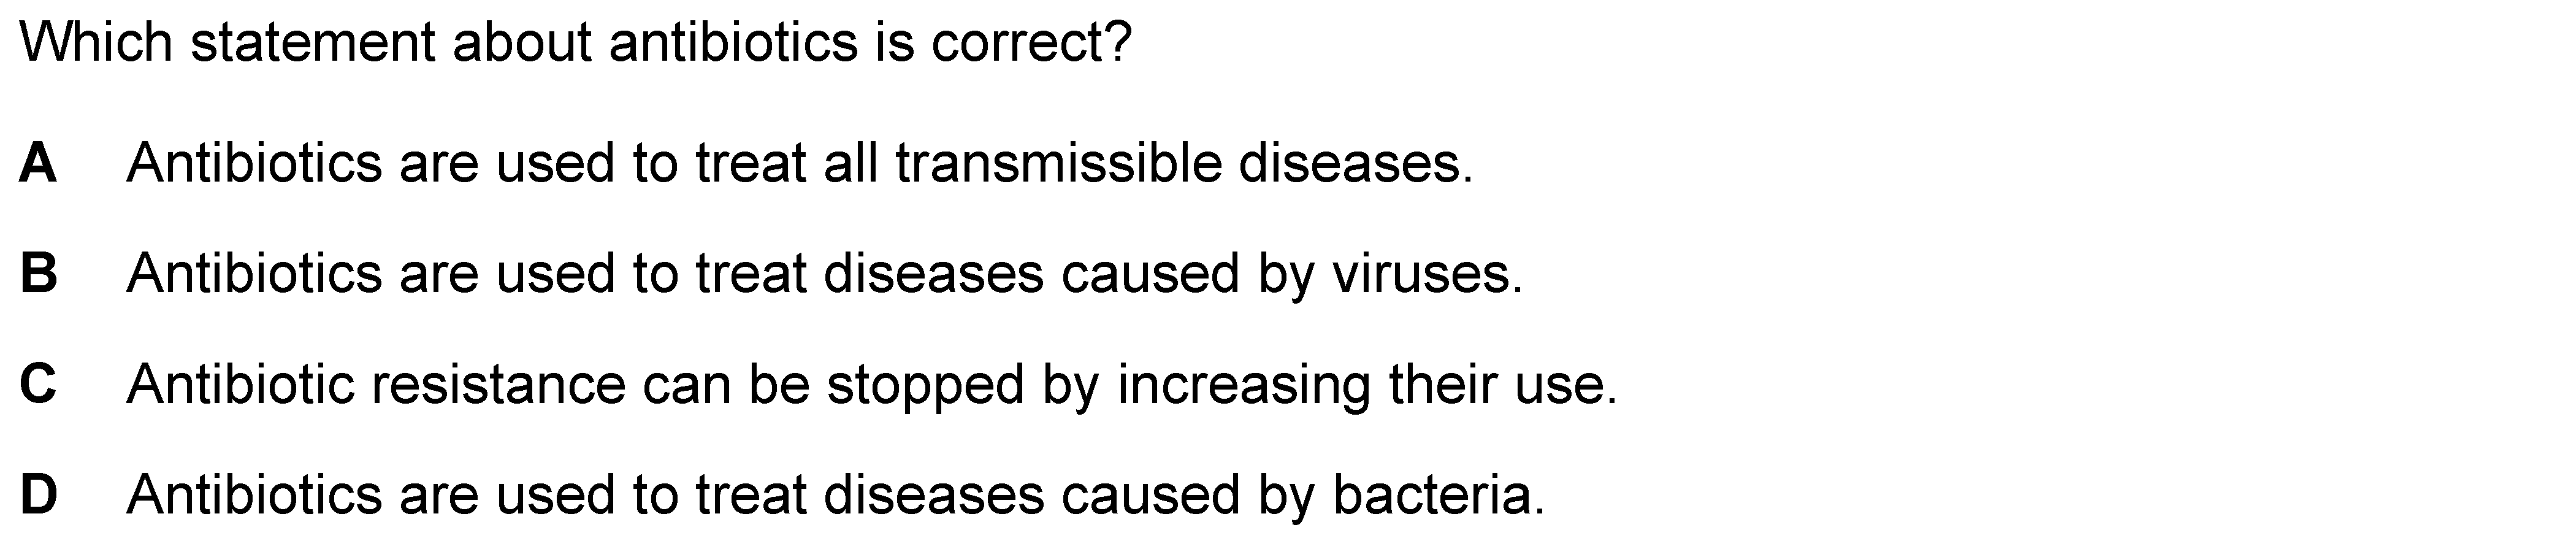 Which statement about antibiotics is correct?
A Antibiotics are used to treat all transmissible diseases.
B Antibiotics are used to treat diseases caused by viruses.
C Antibiotic resistance can be stopped by increasing their use.
D Antibiotics are used to treat diseases caused by bacteria.